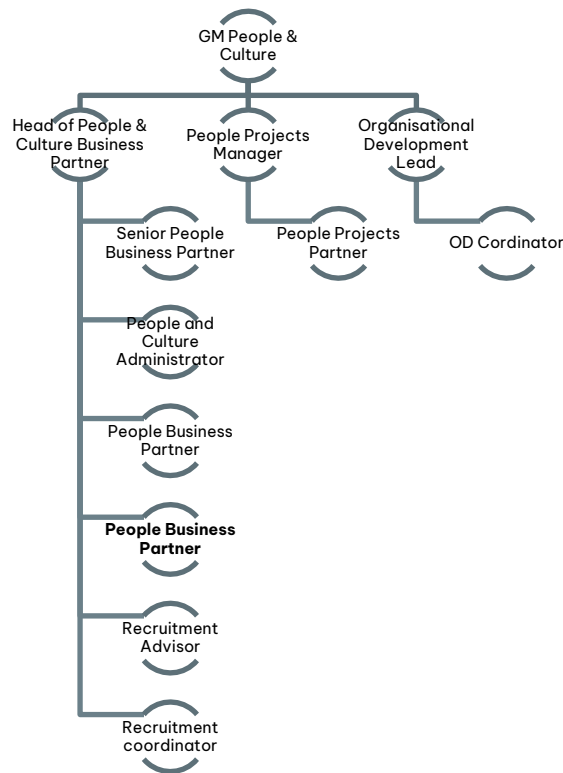 GM People &
Culture
Head of People &
Culture Business
Partner
People Projects
Manager
Organisational
Development
Lead
Senior People
Business Partner
People Projects
Partner
OD Cordinator
People and
Culture
Administrator
People Business
Partner
People Business
Partner
Recruitment
Advisor
Recruitment
coordinator